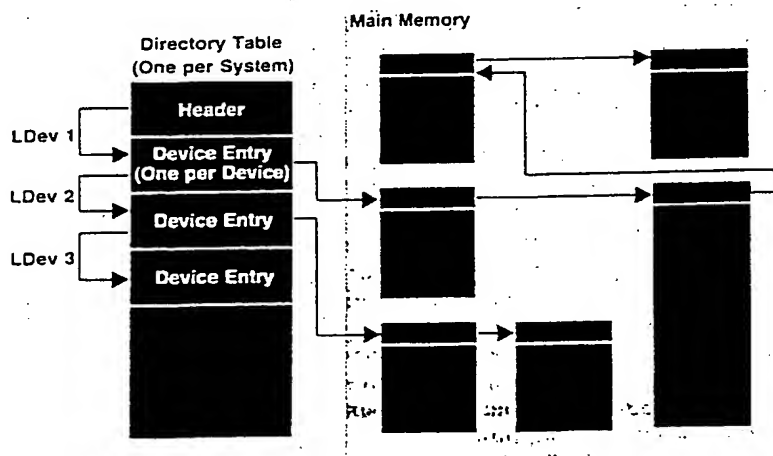 Main Memory
Directory Table
(One per System)
Header
LDev 1
Device Entry
(One per Device)
LDev 2
Device Entry
LDev 3
Device Entry